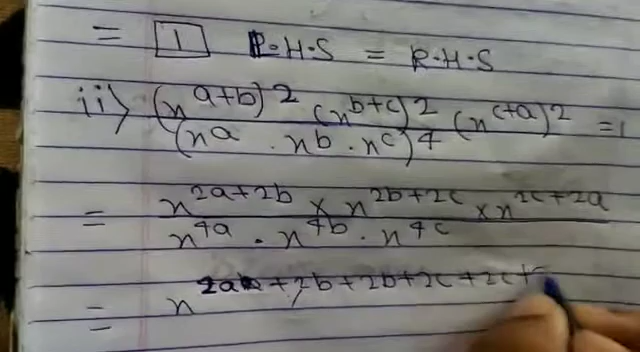 = 1 L.H.S = R.H.S
ii) (x^{a+b})^2 (x^{b+c})^2 (x^{c+a})^2 / (x^a . x^b . x^c)^4 = 1
= x^{2a+2b} × x^{2b+2c} × x^{2c+2a} / x^{4a} . x^{4b} . x^{4c}
= x^{2a+2b+2b+2c+2c+